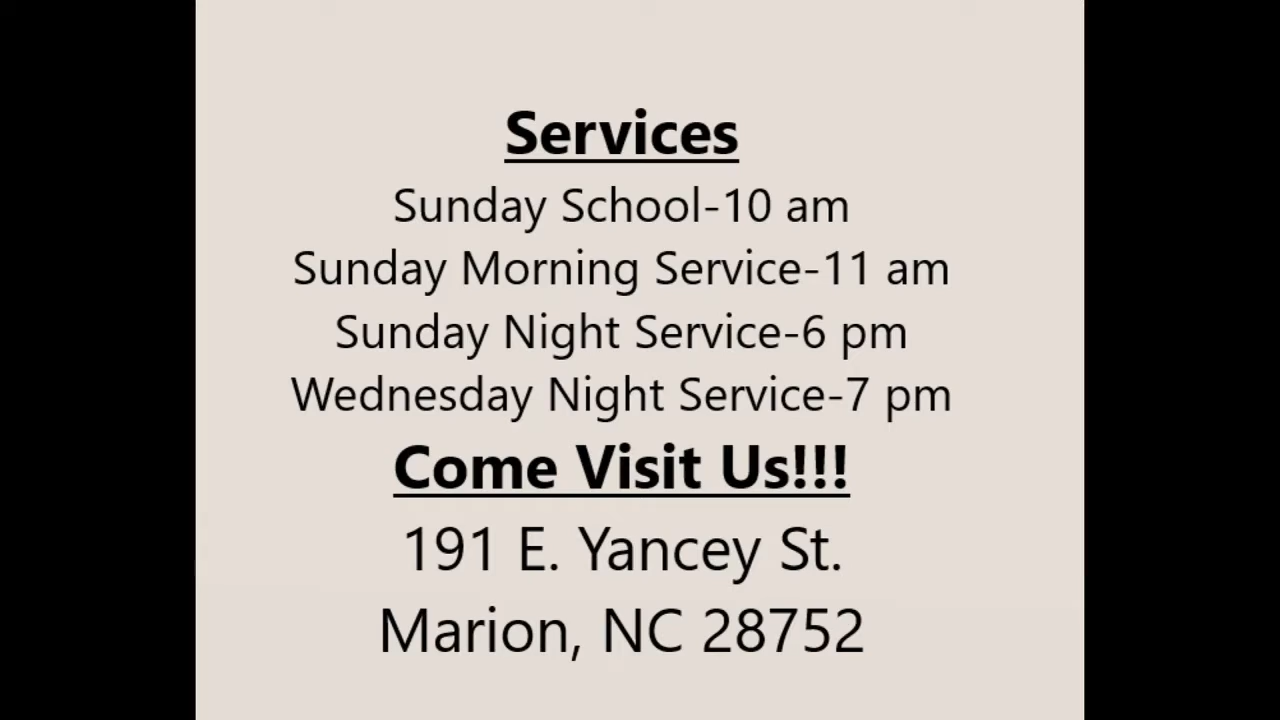 Services
Sunday School-10 am
Sunday Morning Service-11 am
Sunday Night Service-6 pm
Wednesday Night Service-7 pm
Come Visit Us!!!
191 E. Yancey St.
Marion, NC 28752